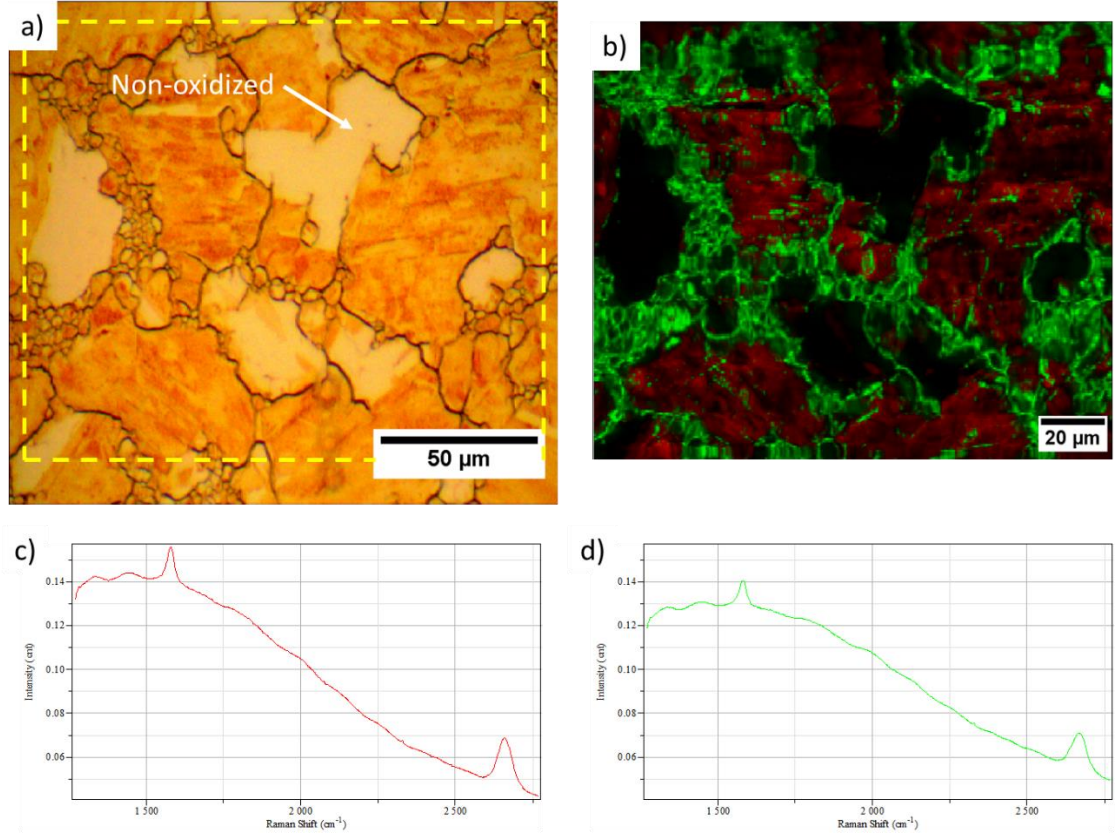 a)
Non-oxidized
50 µm
b)
20 µm
c)
0.14
0.12
0.10
0.08
0.06
Intensity (cnt)
1 500
2 000
2 500
Raman Shift (cm⁻¹)
d)
0.14
0.12
0.10
0.08
0.06
Intensity (cnt)
1 500
2 000
2 500
Raman Shift (cm⁻¹)